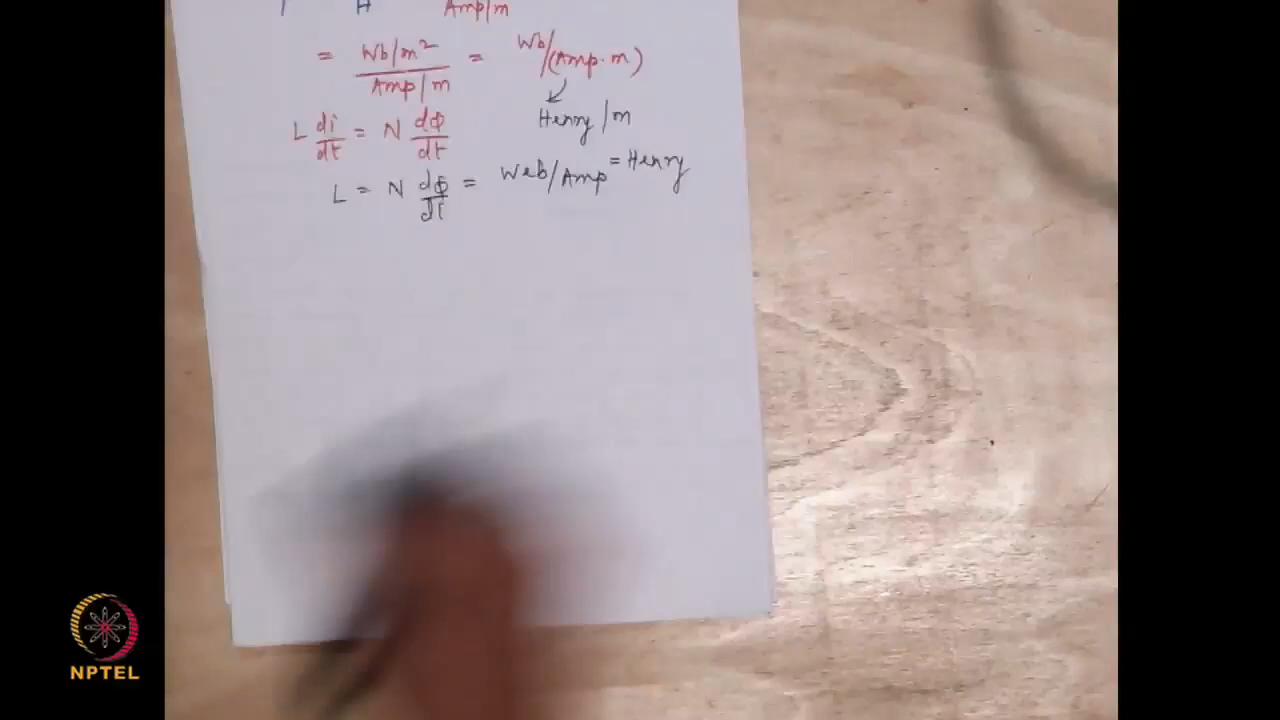 H Amp/m
= Wb/m² / Amp/m = Wb/(Amp·m)
Henry/m
L di/dt = N dΦ/dt
L = N dΦ/di = Web/Amp = Henry
NPTEL